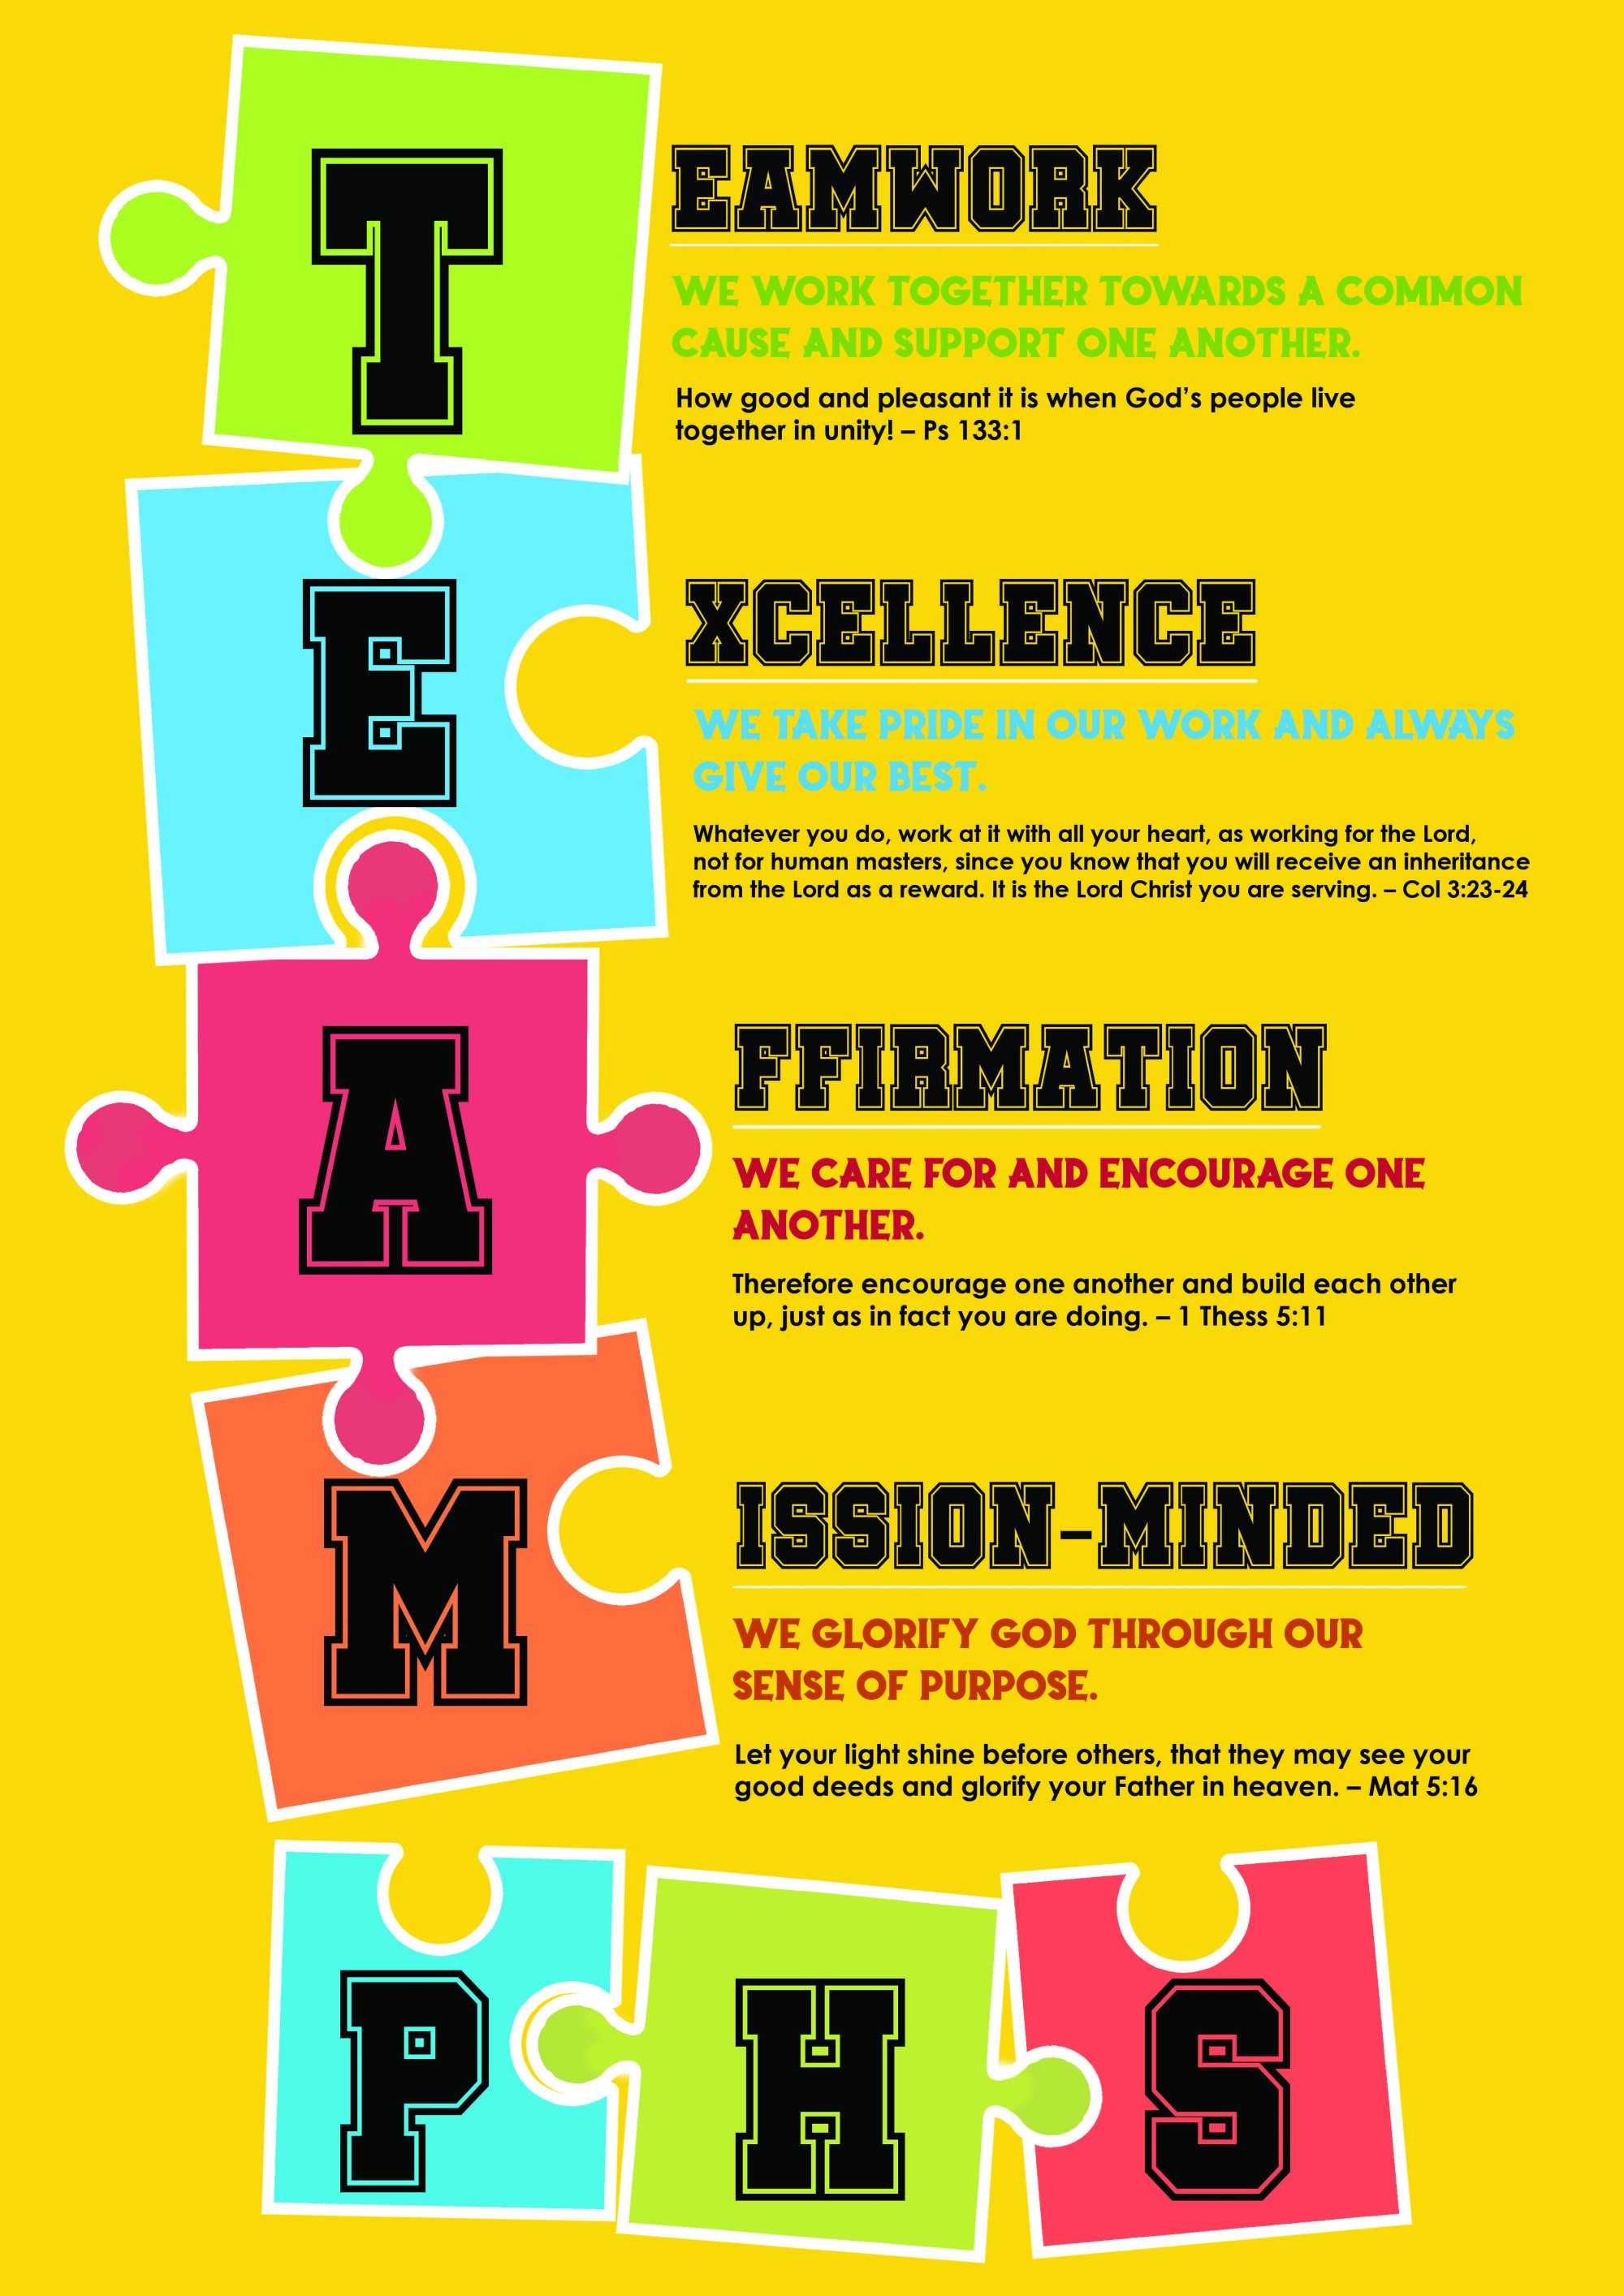 TEAMWORK
WE WORK TOGETHER TOWARDS A COMMON
CAUSE AND SUPPORT ONE ANOTHER.
How good and pleasant it is when God’s people live
together in unity! – Ps 133:1
EXCELLENCE
WE TAKE PRIDE IN OUR WORK AND ALWAYS
GIVE OUR BEST.
Whatever you do, work at it with all your heart, as working for the Lord,
not for human masters, since you know that you will receive an inheritance
from the Lord as a reward. It is the Lord Christ you are serving. – Col 3:23-24
AFFIRMATION
WE CARE FOR AND ENCOURAGE ONE
ANOTHER.
Therefore encourage one another and build each other
up, just as in fact you are doing. – 1 Thess 5:11
MISSION-MINDED
WE GLORIFY GOD THROUGH OUR
SENSE OF PURPOSE.
Let your light shine before others, that they may see your
good deeds and glorify your Father in heaven. – Mat 5:16
PHS